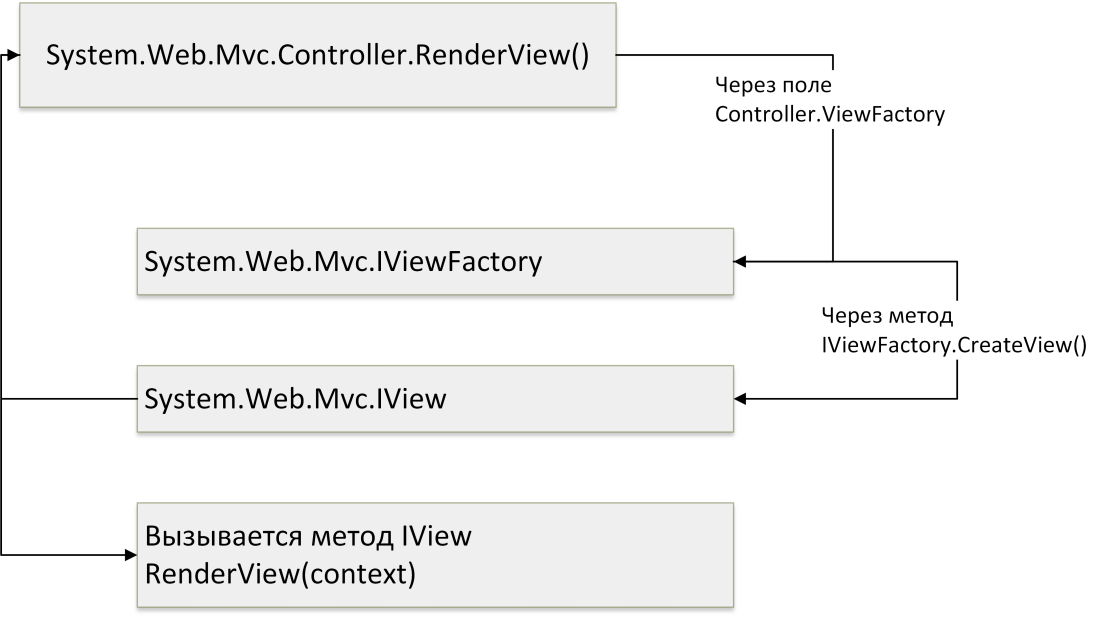 System.Web.Mvc.Controller.RenderView()
Через поле
Controller.ViewFactory
System.Web.Mvc.IViewFactory
Через метод
IViewFactory.CreateView()
System.Web.Mvc.IView
Вызывается метод IView
RenderView(context)